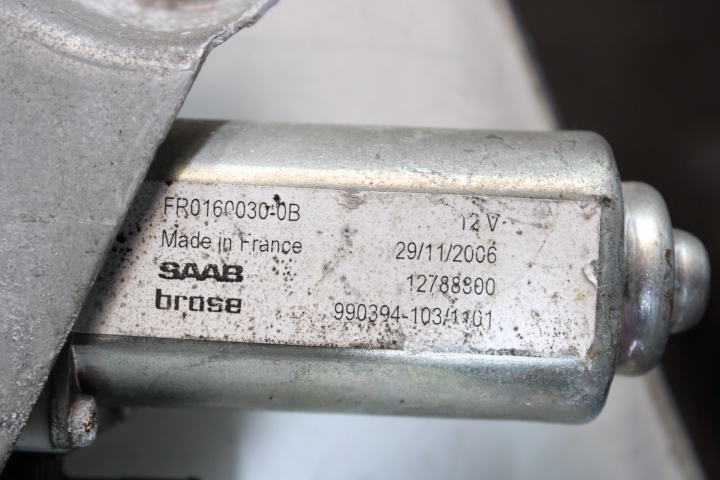 FR0160030-0B 12 V
Made in France 29/11/2006
SAAB 12788800
brose 990394-103/1101